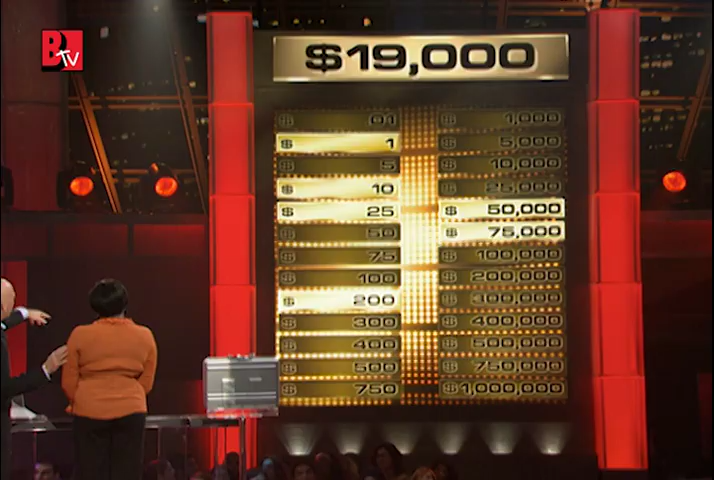 B
TV
$19,000
$ .01 $ 1,000
$ 1 $ 5,000
$ 5 $ 10,000
$ 10 $ 25,000
$ 25 $ 50,000
$ 50 $ 75,000
$ 75 $ 100,000
$ 100 $ 200,000
$ 200 $ 300,000
$ 300 $ 400,000
$ 400 $ 500,000
$ 500 $ 750,000
$ 750 $ 1,000,000